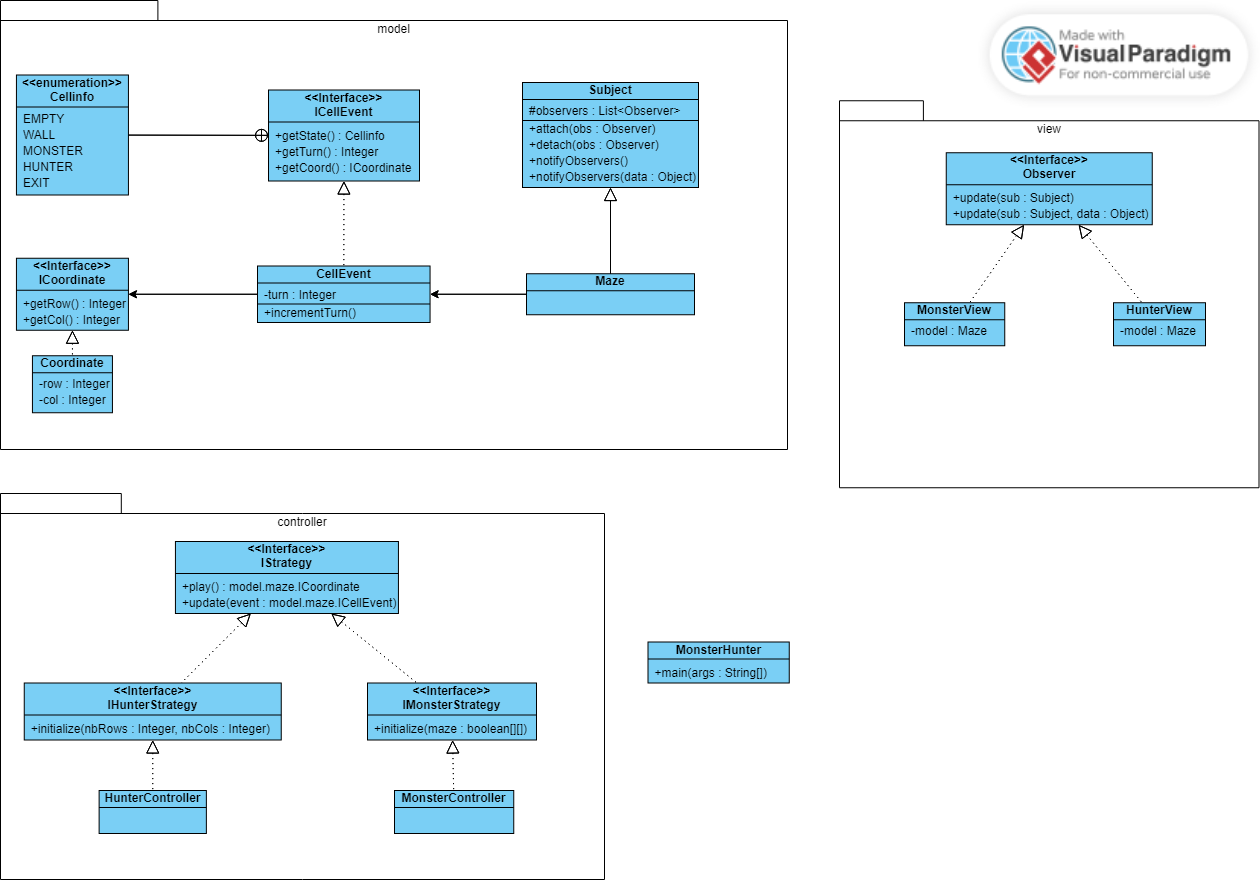 model
<<enumeration>>
Cellinfo
EMPTY
WALL
MONSTER
HUNTER
EXIT
<<Interface>>
ICellEvent
+getState() : Cellinfo
+getTurn() : Integer
+getCoord() : ICoordinate
Subject
#observers : List<Observer>
+attach(obs : Observer)
+detach(obs : Observer)
+notifyObservers()
+notifyObservers(data : Object)
<<Interface>>
ICoordinate
+getRow() : Integer
+getCol() : Integer
CellEvent
-turn : Integer
+incrementTurn()
Maze
Coordinate
-row : Integer
-col : Integer
Made with
Visual Paradigm
For non-commercial use
view
<<Interface>>
Observer
+update(sub : Subject)
+update(sub : Subject, data : Object)
MonsterView
-model : Maze
HunterView
-model : Maze
controller
<<Interface>>
IStrategy
+play() : model.maze.ICoordinate
+update(event : model.maze.ICellEvent)
<<Interface>>
IHunterStrategy
+initialize(nbRows : Integer, nbCols : Integer)
<<Interface>>
IMonsterStrategy
+initialize(maze : boolean[][])
HunterController
MonsterController
MonsterHunter
+main(args : String[])